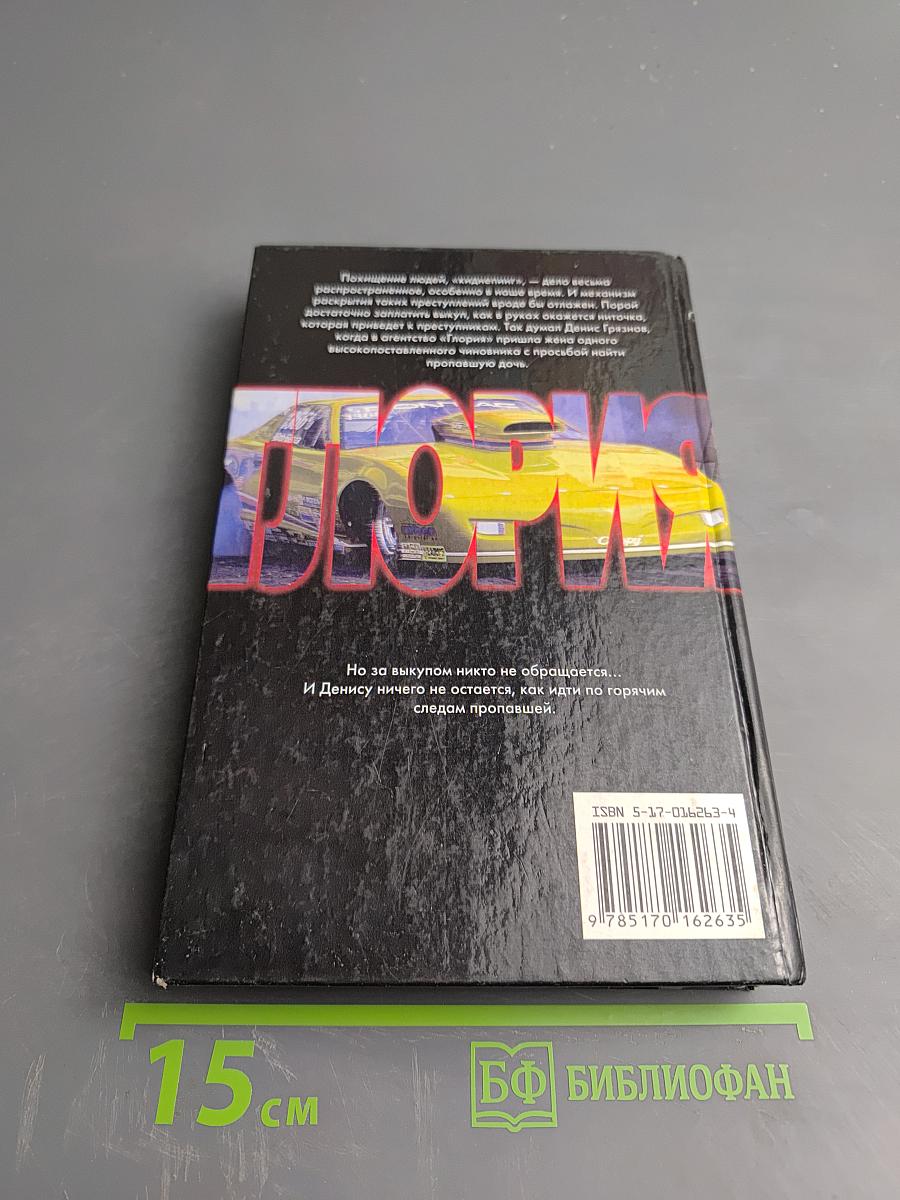 Похищение людей, «киднепинг», — дело весьма
распространенное, особенно в наше время. И механизм
раскрытия таких преступлений вроде бы отлажен. Порой
достаточно заплатить выкуп, как в руках окажется ниточка,
которая приведет к преступникам. Так думал Денис Грязнов,
когда в агентство «Глория» пришла жена одного
высокопоставленного чиновника с просьбой найти
пропавшую дочь.
ГЛОРИЯ
Но за выкупом никто не обращается...
И Денису ничего не остается, как идти по горячим
следам пропавшей.
ISBN 5-17-016263-4
9 785170 162635
15 см
БФ БИБЛИОФАН